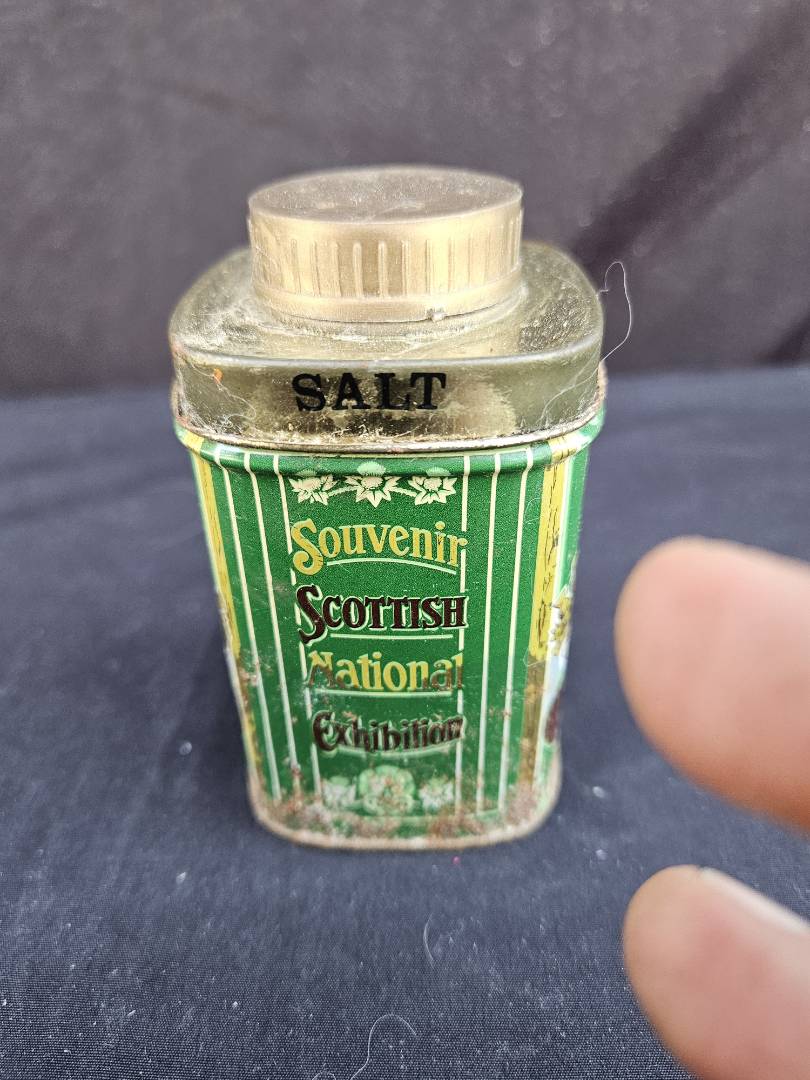 SALT
Souvenir
SCOTTISH
National
Exhibition